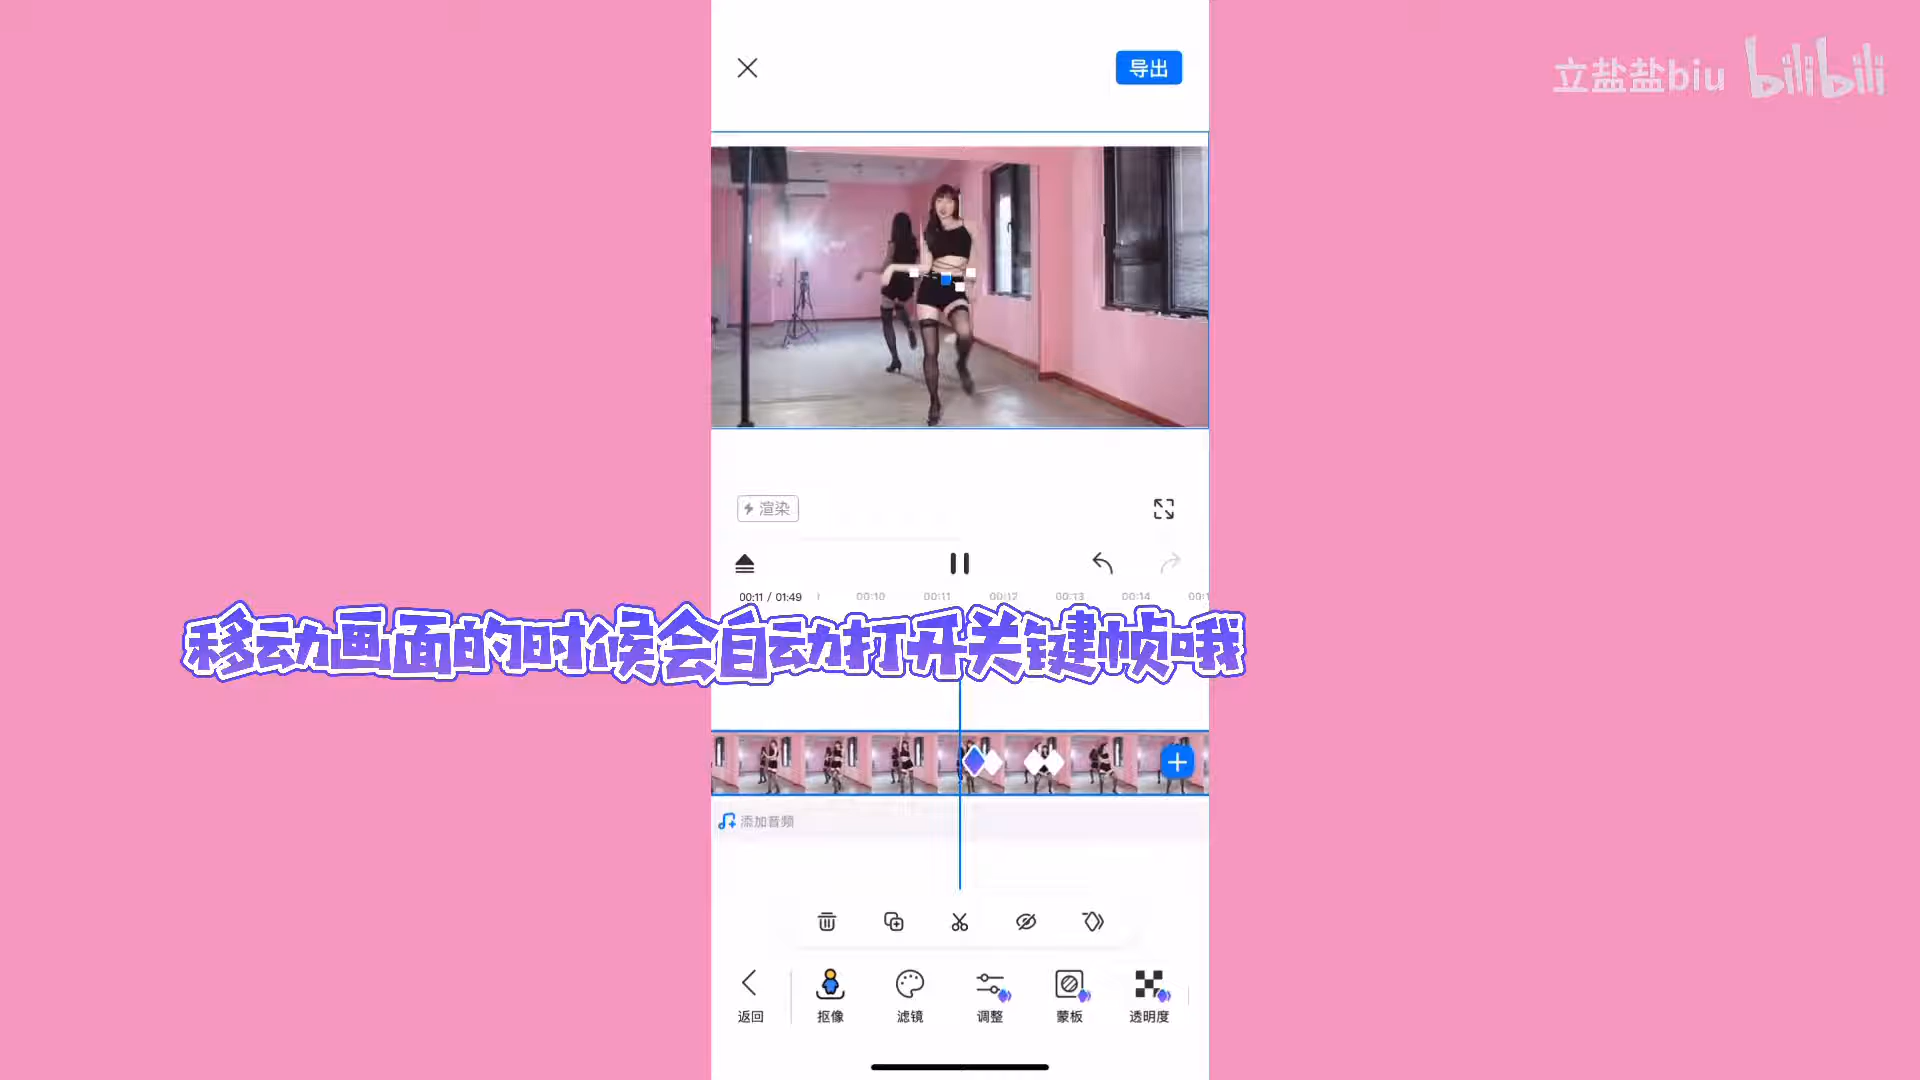 立盐盐biu bilibili
导出
渲染
00:11 / 01:49 00:10 00:11 00:12 00:13 00:14
移动画面的时候会自动打开关键帧哦
添加音频
返回 抠像 滤镜 调整 蒙板 透明度